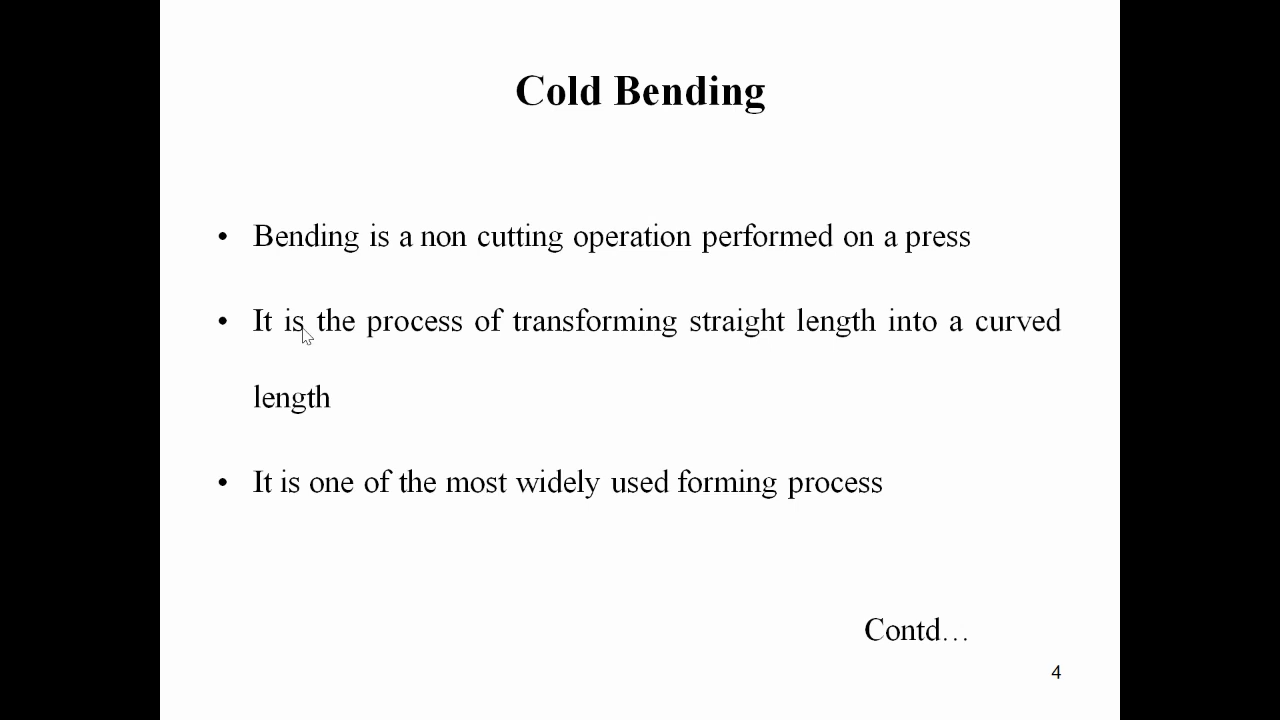 Cold Bending
• Bending is a non cutting operation performed on a press
• It is the process of transforming straight length into a curved
length
• It is one of the most widely used forming process
Contd…
4